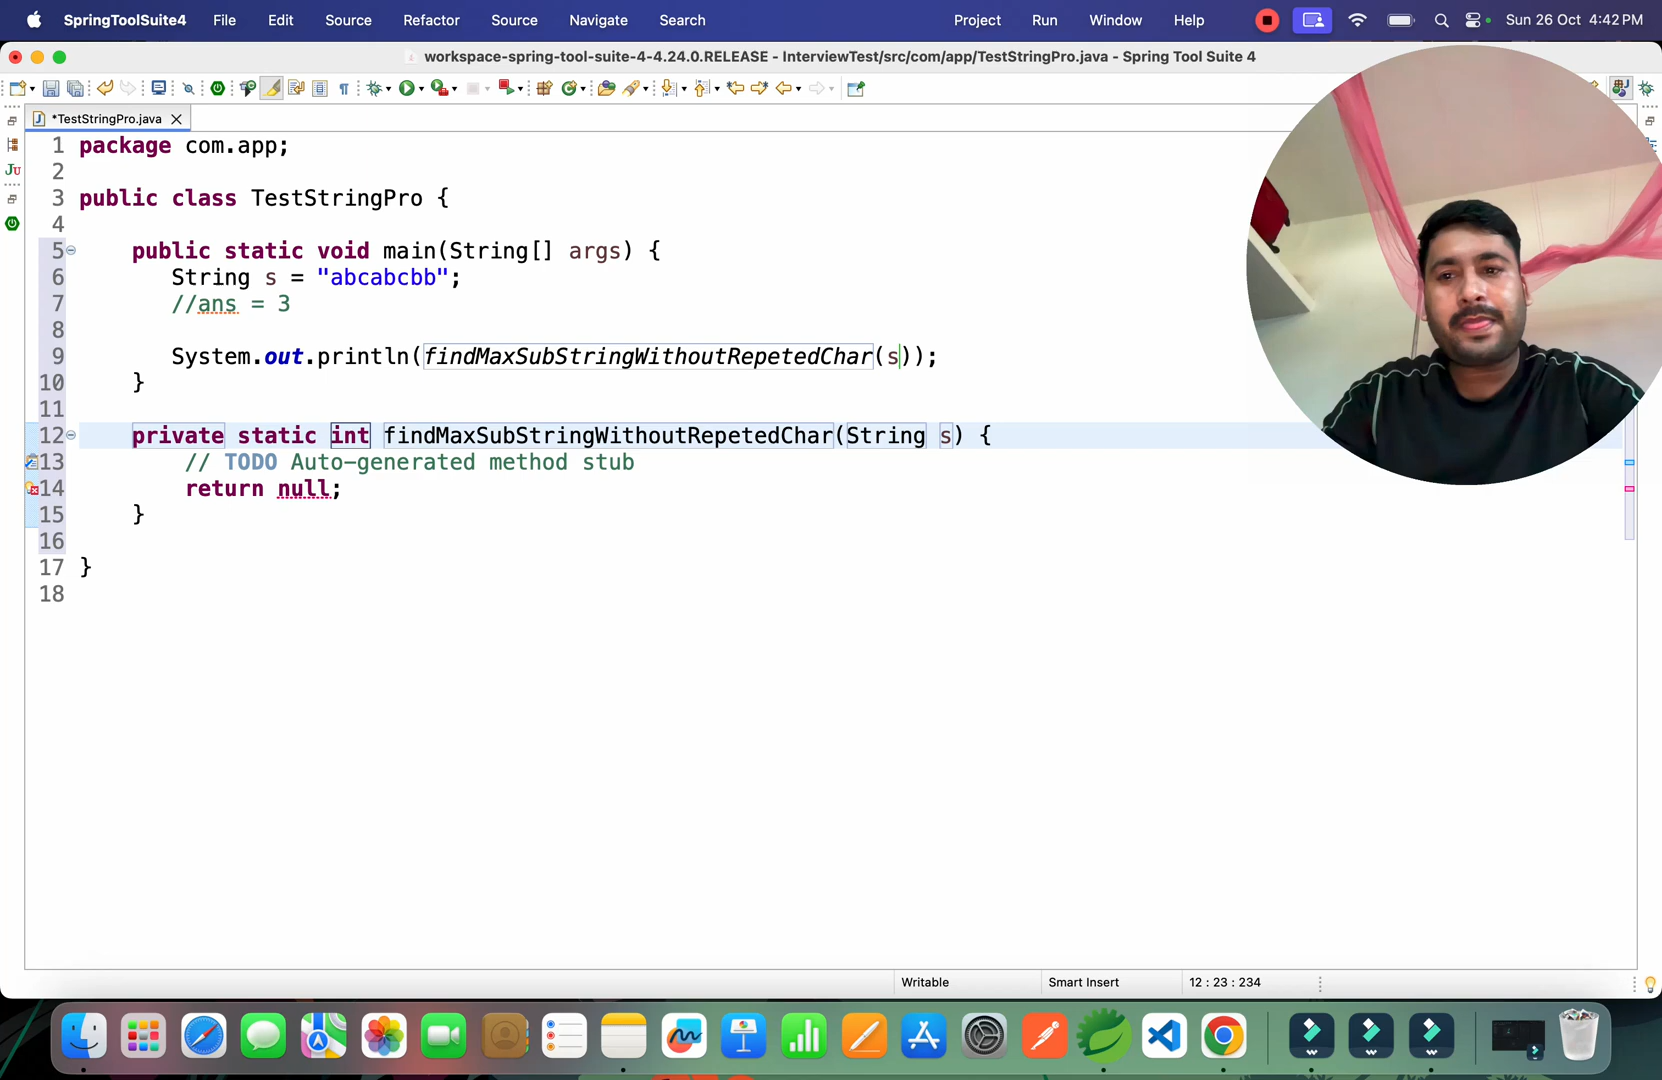 SpringToolSuite4 File Edit Source Refactor Source Navigate Search Project Run Window Help Sun 26 Oct 4:42 PM
workspace-spring-tool-suite-4-4.24.0.RELEASE - InterviewTest/src/com/app/TestStringPro.java - Spring Tool Suite 4
*TestStringPro.java
1 package com.app;
2
3 public class TestStringPro {
4
5 public static void main(String[] args) {
6 String s = "abcabcbb";
7 //ans = 3
8
9 System.out.println(findMaxSubStringWithoutRepetedChar(s));
10 }
11
12 private static int findMaxSubStringWithoutRepetedChar(String s) {
13 // TODO Auto-generated method stub
14 return null;
15 }
16
17 }
18
Writable Smart Insert 12 : 23 : 234